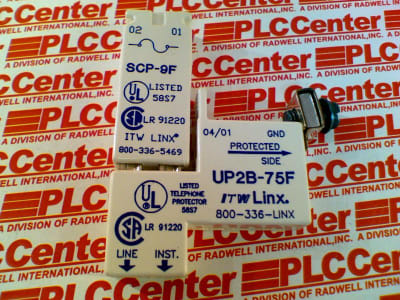 PLCCenter
A DIVISION OF RADWELL INTERNATIONAL, INC.
02 01
SCP-9F
UL
LISTED
58S7
SA
LR 91220
ITW LINX
800-336-5469
04/01 GND
PROTECTED
SIDE
UP2B-75F
ITW Linx.
800-336-LINX
UL
LISTED
TELEPHONE
PROTECTOR
58S7
SA
LR 91220
LINE INST.